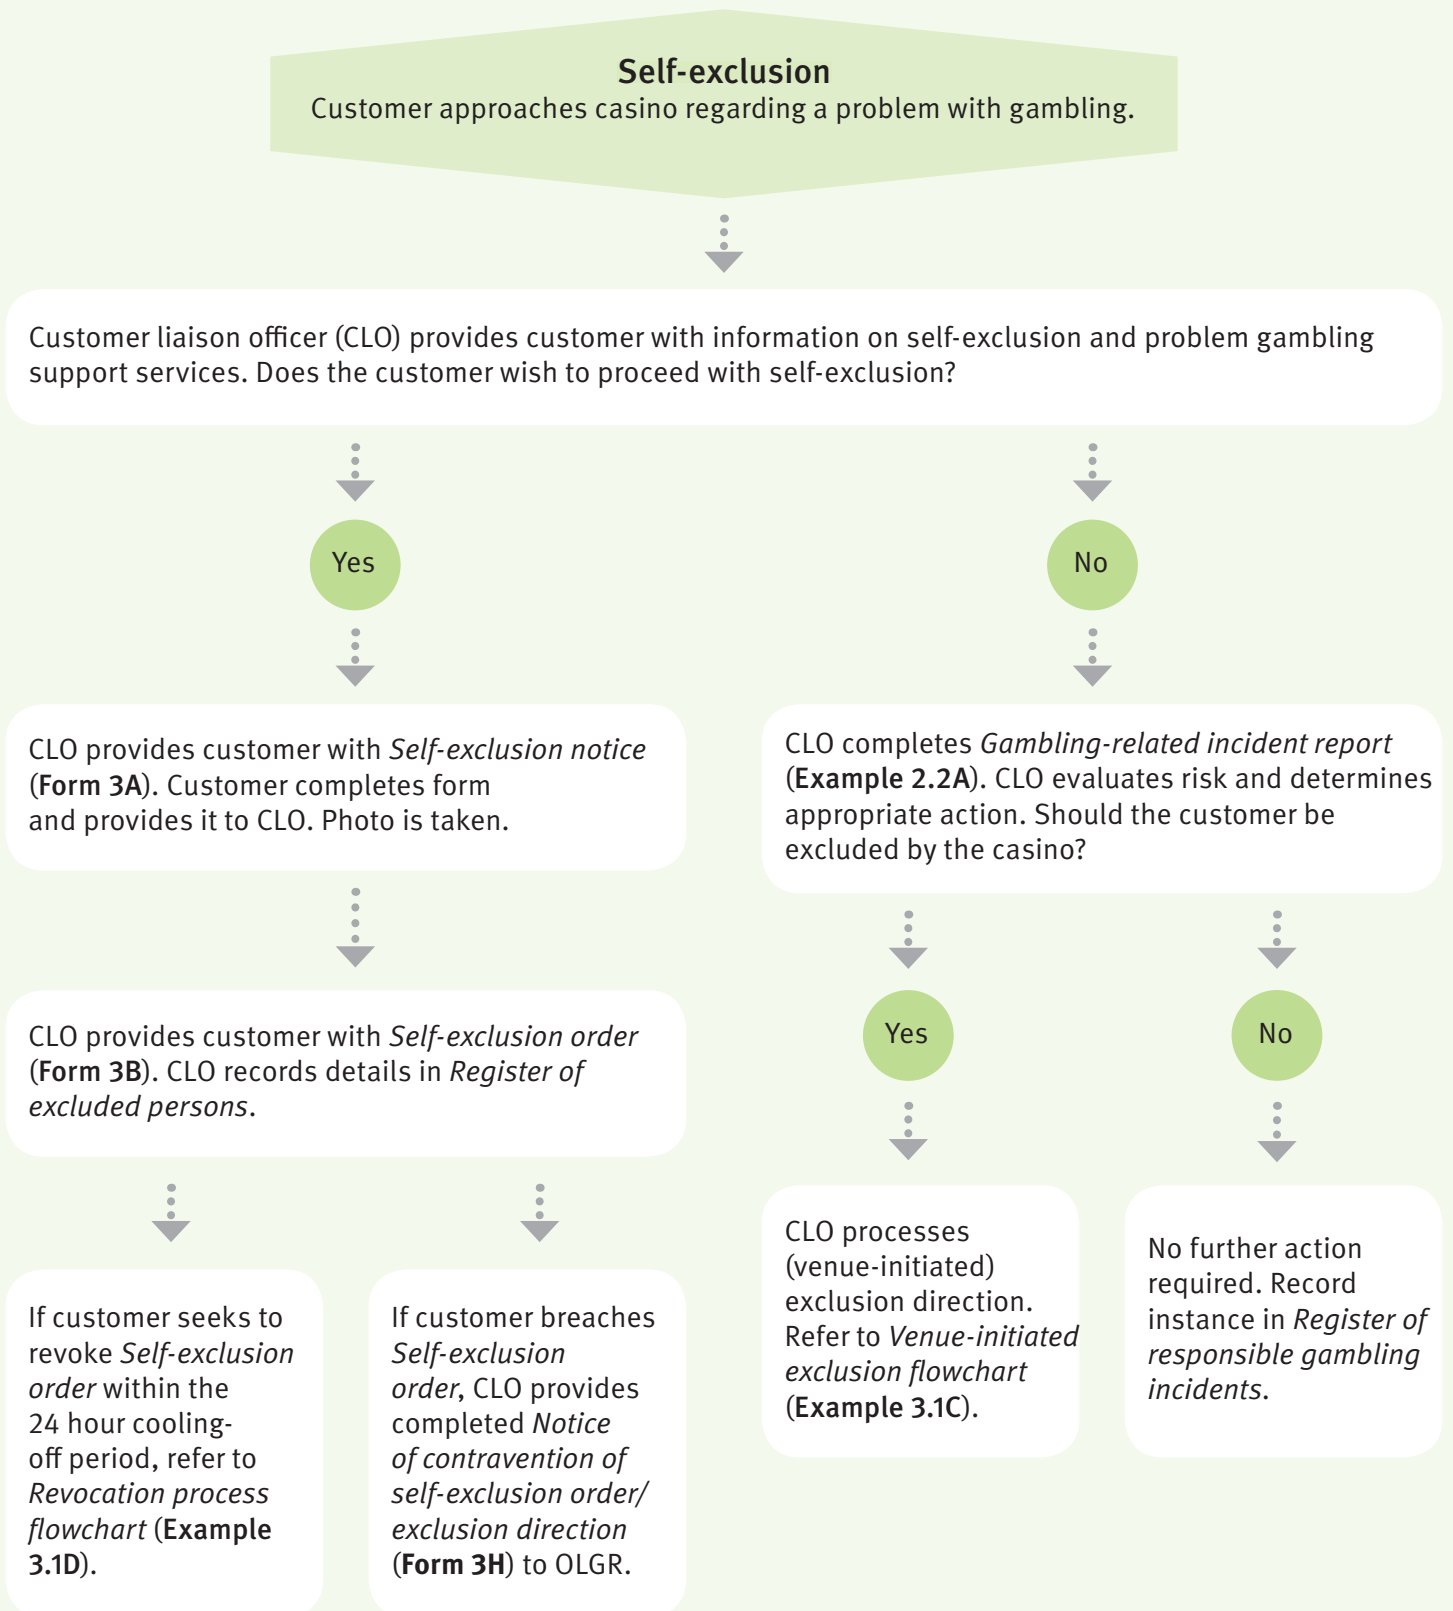 Self-exclusion
Customer approaches casino regarding a problem with gambling.
Customer liaison officer (CLO) provides customer with information on self-exclusion and problem gambling
support services. Does the customer wish to proceed with self-exclusion?
Yes
No
CLO provides customer with Self-exclusion notice
(Form 3A). Customer completes form
and provides it to CLO. Photo is taken.
CLO completes Gambling-related incident report
(Example 2.2A). CLO evaluates risk and determines
appropriate action. Should the customer be
excluded by the casino?
CLO provides customer with Self-exclusion order
(Form 3B). CLO records details in Register of
excluded persons.
Yes
No
If customer seeks to
revoke Self-exclusion
order within the
24 hour cooling-
off period, refer to
Revocation process
flowchart (Example
3.1D).
If customer breaches
Self-exclusion
order, CLO provides
completed Notice
of contravention of
self-exclusion order/
exclusion direction
(Form 3H) to OLGR.
CLO processes
(venue-initiated)
exclusion direction.
Refer to Venue-initiated
exclusion flowchart
(Example 3.1C).
No further action
required. Record
instance in Register of
responsible gambling
incidents.